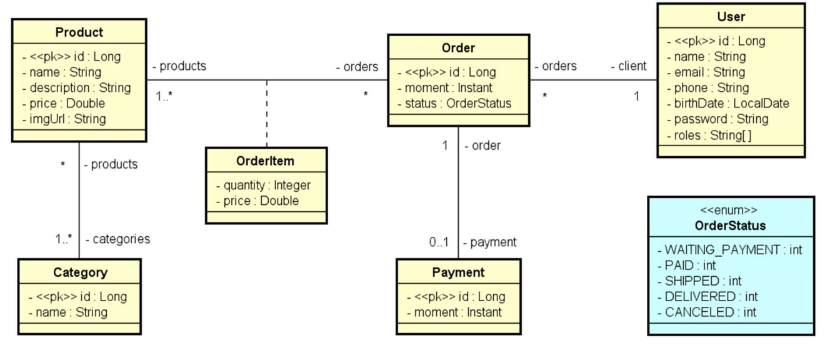 Product
- <<pk>> id : Long
- name : String
- description : String
- price : Double
- imgUrl : String
- products
1..*
- orders
*
Order
- <<pk>> id : Long
- moment : Instant
- status : OrderStatus
- orders
*
- client
1
User
- <<pk>> id : Long
- name : String
- email : String
- phone : String
- birthDate : LocalDate
- password : String
- roles : String[ ]
OrderItem
- quantity : Integer
- price : Double
*
- products
1..*
- categories
Category
- <<pk>> id : Long
- name : String
1
- order
0..1
- payment
Payment
- <<pk>> id : Long
- moment : Instant
<<enum>>
OrderStatus
- WAITING_PAYMENT : int
- PAID : int
- SHIPPED : int
- DELIVERED : int
- CANCELED : int